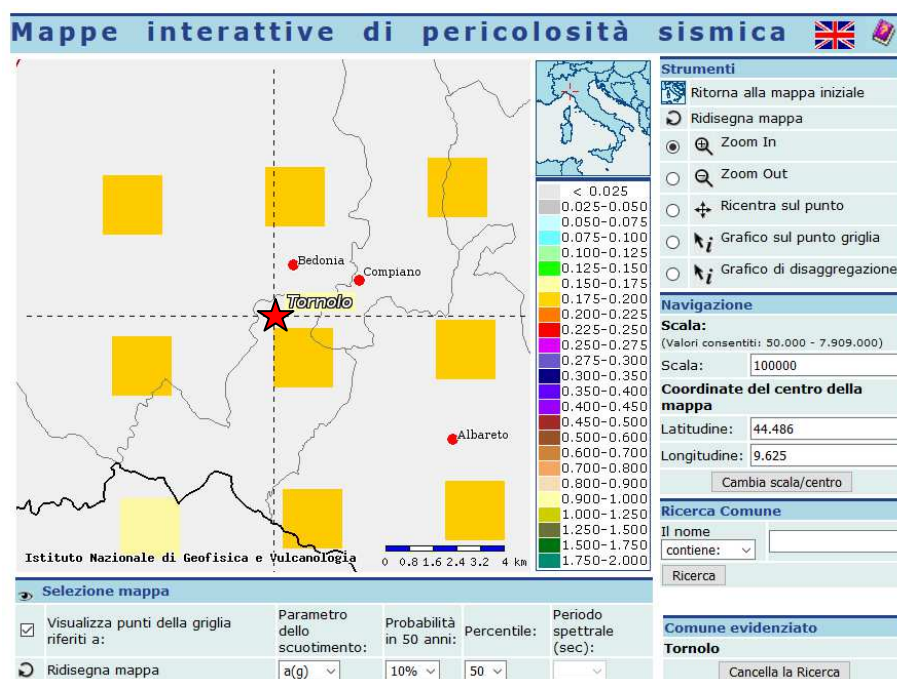 Mappe interattive di pericolosità sismica
Bedonia
Compiano
Tornolo
Albareto
Istituto Nazionale di Geofisica e Vulcanologia
0 0.8 1.6 2.4 3.2 4 km
< 0.025
0.025-0.050
0.050-0.075
0.075-0.100
0.100-0.125
0.125-0.150
0.150-0.175
0.175-0.200
0.200-0.225
0.225-0.250
0.250-0.275
0.275-0.300
0.300-0.350
0.350-0.400
0.400-0.450
0.450-0.500
0.500-0.600
0.600-0.700
0.700-0.800
0.800-0.900
0.900-1.000
1.000-1.250
1.250-1.500
1.500-1.750
1.750-2.000
Strumenti
Ritorna alla mappa iniziale
Ridisegna mappa
Zoom In
Zoom Out
Ricentra sul punto
Grafico sul punto griglia
Grafico di disaggregazione
Navigazione
Scala:
(Valori consentiti: 50.000 - 7.909.000)
Scala: 100000
Coordinate del centro della
mappa
Latitudine: 44.486
Longitudine: 9.625
Cambia scala/centro
Ricerca Comune
Il nome
contiene:
Ricerca
Comune evidenziato
Tornolo
Cancella la Ricerca
Selezione mappa
Visualizza punti della griglia
riferiti a:
Parametro
dello
scuotimento:
Probabilità
in 50 anni:
Percentile:
Periodo
spettrale
(sec):
Ridisegna mappa
a(g)
10%
50